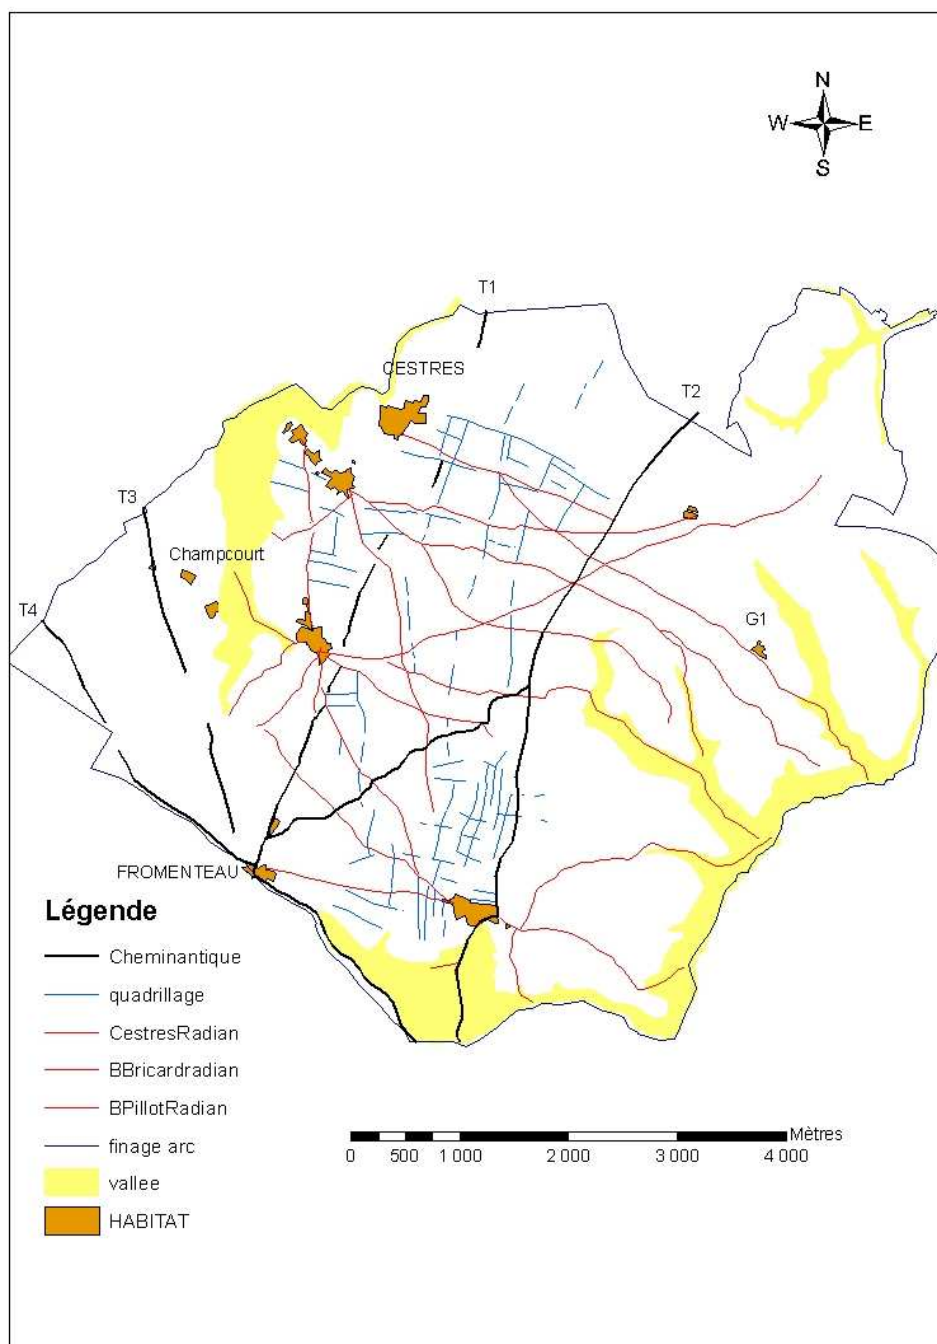 N
W E
S
T1
CESTRES
T2
T3
Champcourt
T4
G1
FROMENTEAU
Légende
Cheminantique
quadrillage
CestresRadian
BBricardradian
BPillotRadian
finage arc
vallee
HABITAT
Mètres
0 500 1 000 2 000 3 000 4 000